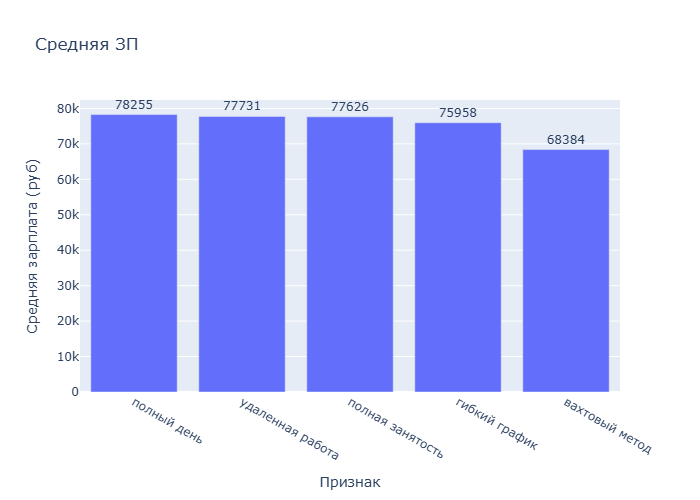 Средняя ЗП
78255
77731
77626
75958
68384
80k
70k
60k
50k
40k
30k
20k
10k
0
Средняя зарплата (руб)
полный день
удаленная работа
полная занятость
гибкий график
вахтовый метод
Признак